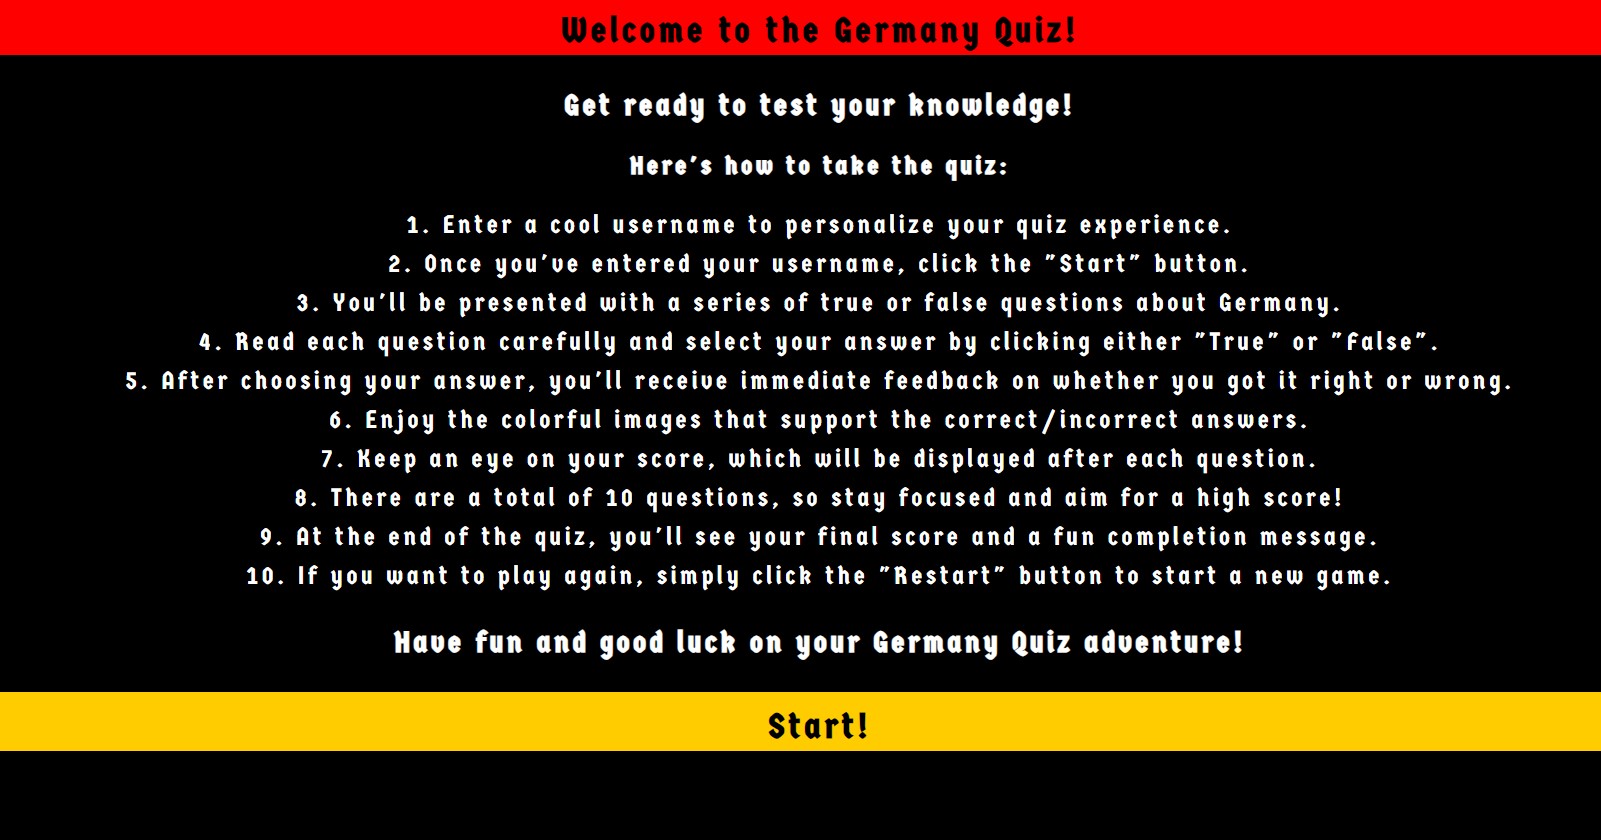 Welcome to the Germany Quiz!
Get ready to test your knowledge!
Here's how to take the quiz:
1. Enter a cool username to personalize your quiz experience.
2. Once you've entered your username, click the "Start" button.
3. You'll be presented with a series of true or false questions about Germany.
4. Read each question carefully and select your answer by clicking either "True" or "False".
5. After choosing your answer, you'll receive immediate feedback on whether you got it right or wrong.
6. Enjoy the colorful images that support the correct/incorrect answers.
7. Keep an eye on your score, which will be displayed after each question.
8. There are a total of 10 questions, so stay focused and aim for a high score!
9. At the end of the quiz, you'll see your final score and a fun completion message.
10. If you want to play again, simply click the "Restart" button to start a new game.
Have fun and good luck on your Germany Quiz adventure!
Start!